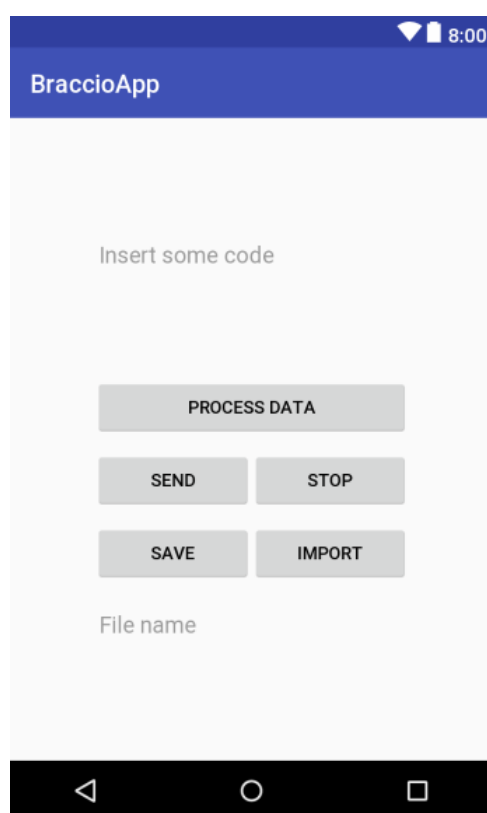 8:00
BraccioApp
Insert some code
PROCESS DATA
SEND STOP
SAVE IMPORT
File name